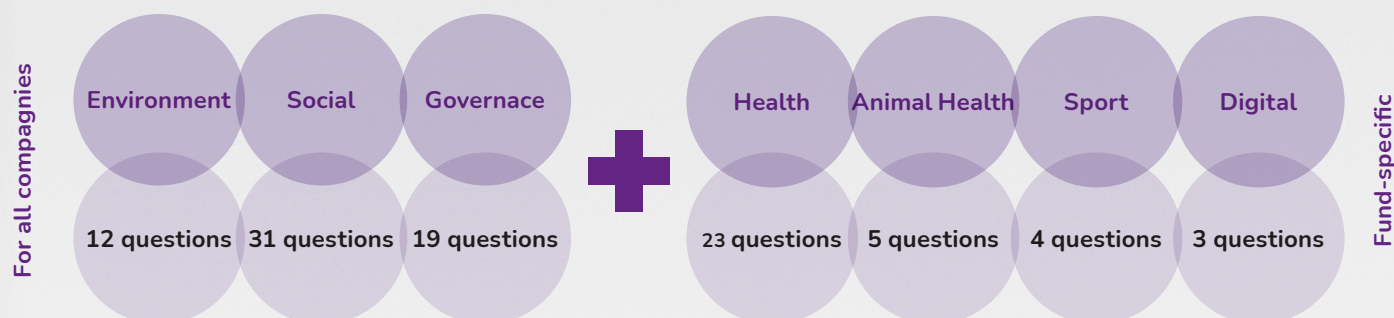 For all compagnies
Environment
Social
Governace
Health
Animal Health
Sport
Digital
12 questions
31 questions
19 questions
23 questions
5 questions
4 questions
3 questions
Fund-specific